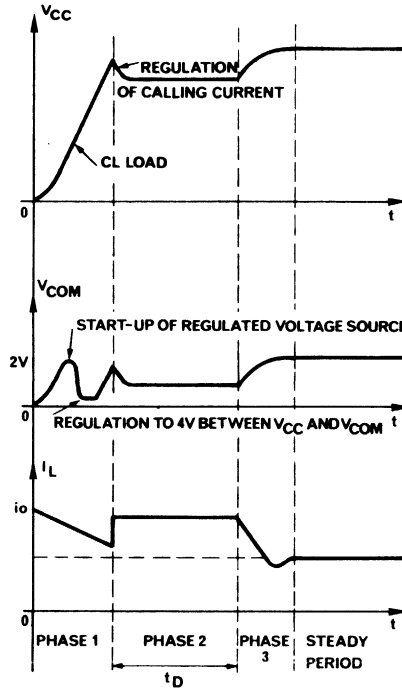 VCC
REGULATION
OF CALLING CURRENT
CL LOAD
0
t
VCOM
START-UP OF REGULATED VOLTAGE SOURCE
2V
0
REGULATION TO 4V BETWEEN VCC AND VCOM
t
iL
io
0
t
PHASE 1
PHASE 2
PHASE
3
STEADY
PERIOD
tD